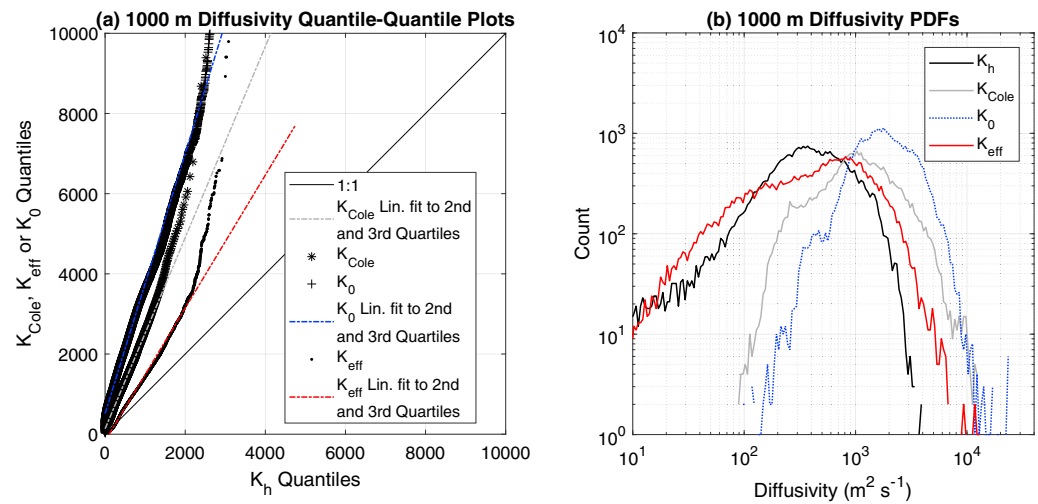 (a) 1000 m Diffusivity Quantile-Quantile Plots
10000
8000
6000
4000
2000
0
K_Cole, K_eff or K_0 Quantiles
0
2000
4000
6000
8000
10000
K_h Quantiles
1:1
K_Cole Lin. fit to 2nd
and 3rd Quartiles
K_Cole
K_0
K_0 Lin. fit to 2nd
and 3rd Quartiles
K_eff
K_eff Lin. fit to 2nd
and 3rd Quartiles
(b) 1000 m Diffusivity PDFs
10^4
10^3
10^2
10^1
10^0
Count
10^1
10^2
10^3
10^4
Diffusivity (m^2 s^-1)
K_h
K_Cole
K_0
K_eff